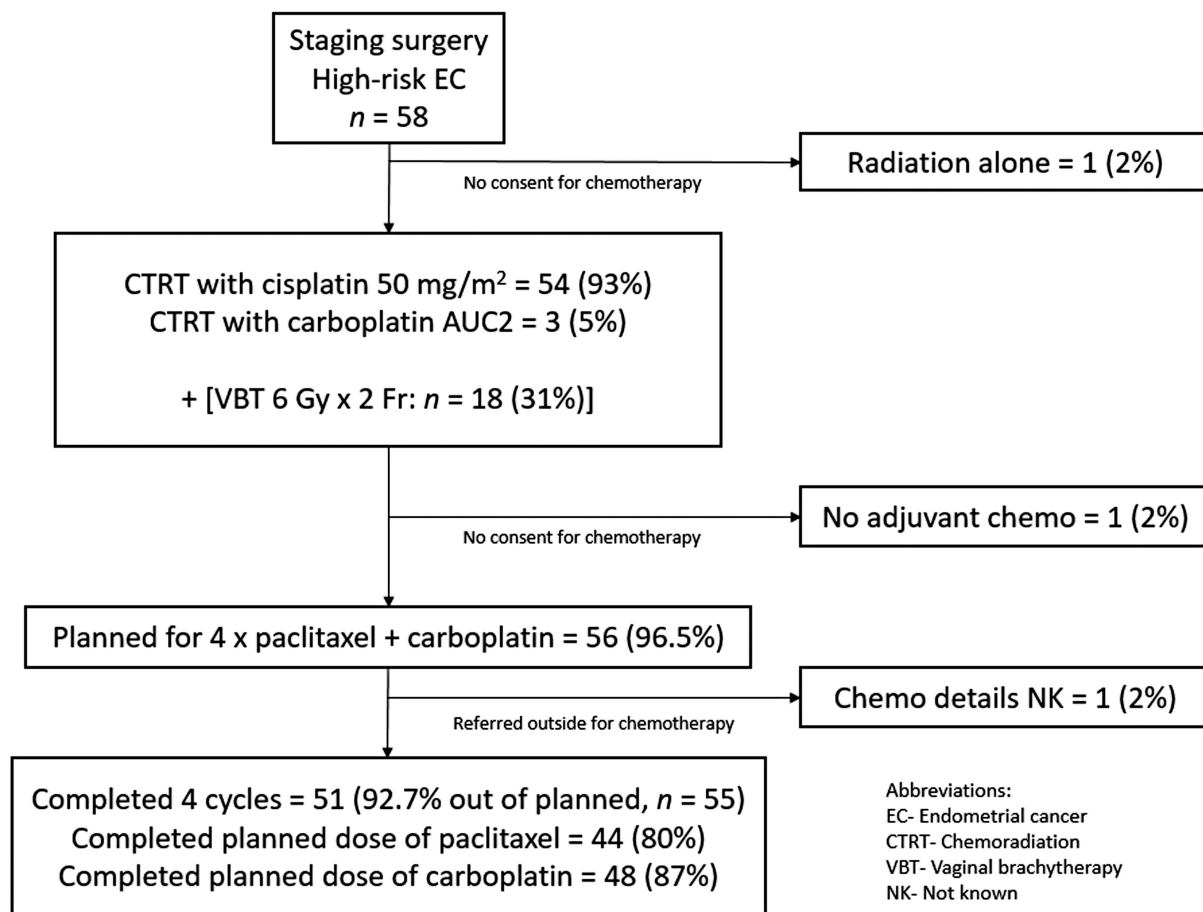 Staging surgery
High-risk EC
n = 58
No consent for chemotherapy
Radiation alone = 1 (2%)
CTRT with cisplatin 50 mg/m² = 54 (93%)
CTRT with carboplatin AUC2 = 3 (5%)
+ [VBT 6 Gy x 2 Fr: n = 18 (31%)]
No consent for chemotherapy
No adjuvant chemo = 1 (2%)
Planned for 4 x paclitaxel + carboplatin = 56 (96.5%)
Referred outside for chemotherapy
Chemo details NK = 1 (2%)
Completed 4 cycles = 51 (92.7% out of planned, n = 55)
Completed planned dose of paclitaxel = 44 (80%)
Completed planned dose of carboplatin = 48 (87%)
Abbreviations:
EC- Endometrial cancer
CTRT- Chemoradiation
VBT- Vaginal brachytherapy
NK- Not known